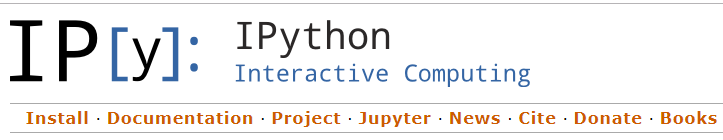 IP[y]:
IPython
Interactive Computing
Install · Documentation · Project · Jupyter · News · Cite · Donate · Books